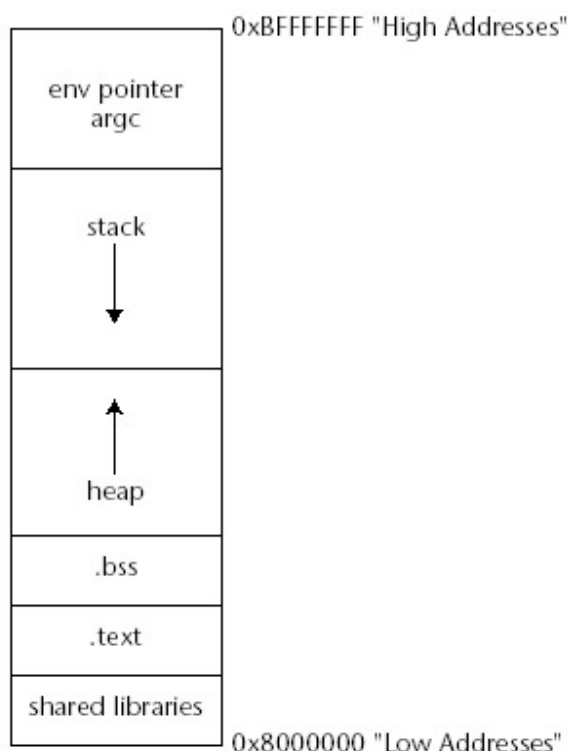 0xBFFFFFFF "High Addresses"
env pointer
argc
stack
heap
.bss
.text
shared libraries
0x8000000 "Low Addresses"